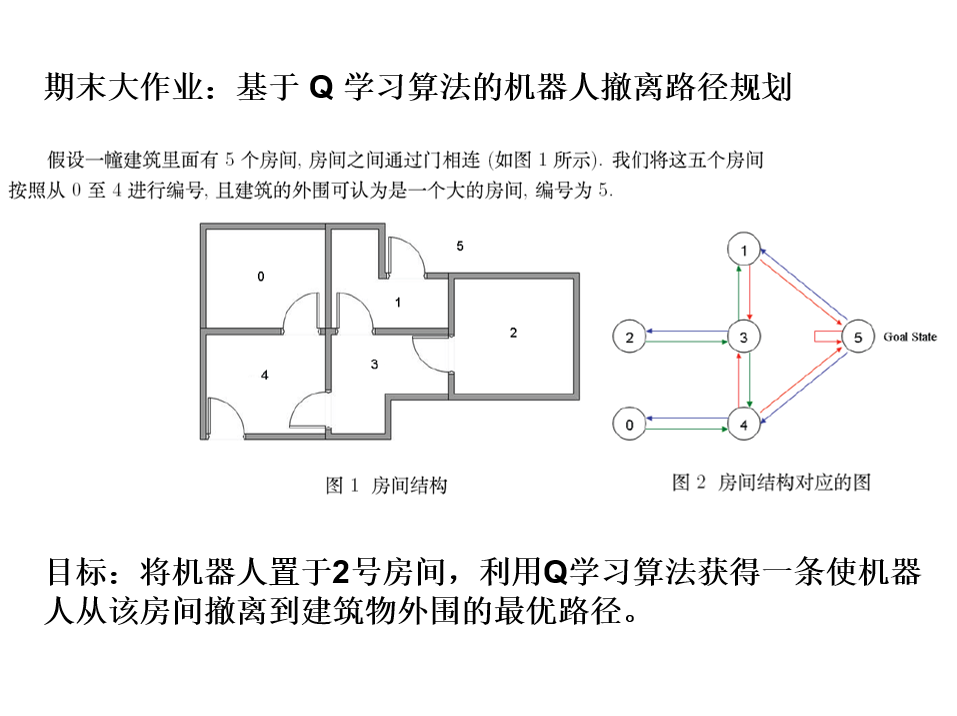 期末大作业：基于 Q 学习算法的机器人撤离路径规划
假设一幢建筑里面有 5 个房间, 房间之间通过门相连 (如图 1 所示). 我们将这五个房间
按照从 0 至 4 进行编号, 且建筑的外围可认为是一个大的房间, 编号为 5.
5
0
1
2
3
4
1
2
3
5
Goal State
0
4
图 1 房间结构
图 2 房间结构对应的图
目标：将机器人置于2号房间，利用Q学习算法获得一条使机器
人从该房间撤离到建筑物外围的最优路径。